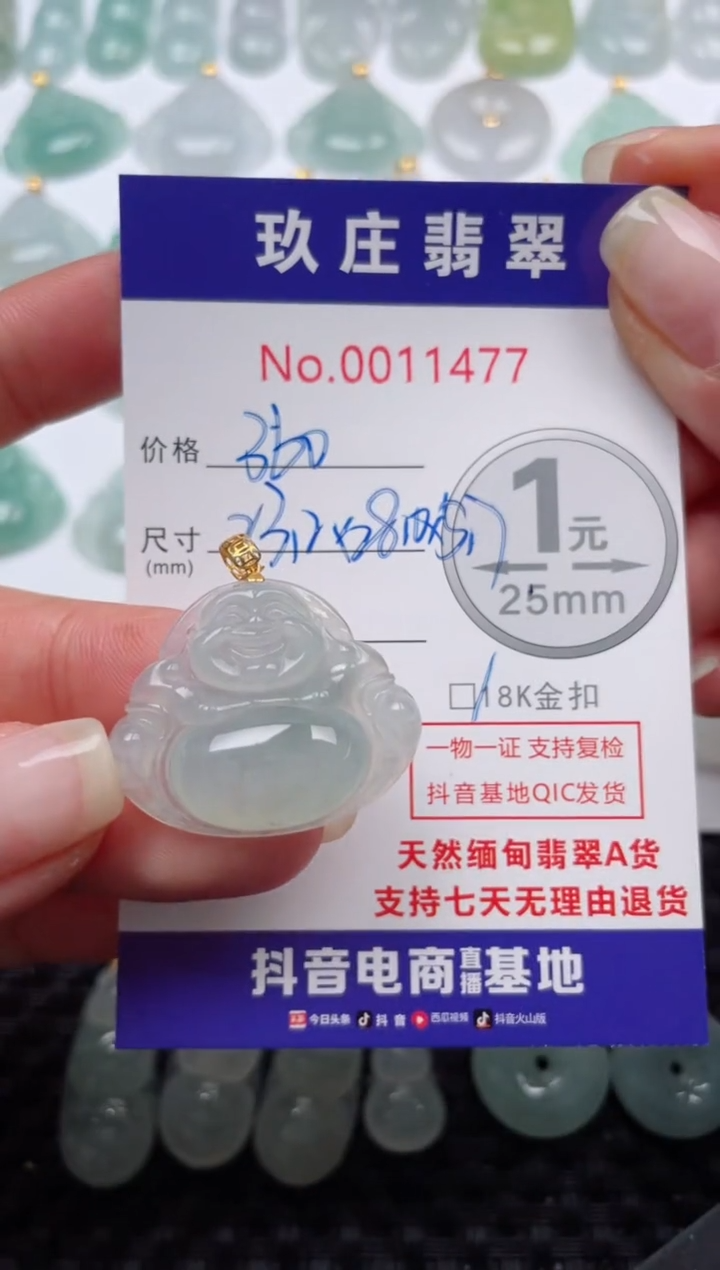 玖庄翡翠
No.0011477
价格
尺寸
(mm)
1元
25mm
□18K金扣
一物一证 支持复检
抖音基地QIC发货
天然缅甸翡翠A货
支持七天无理由退货
抖音电商直播基地
今日头条 抖音 西瓜视频 抖音火山版